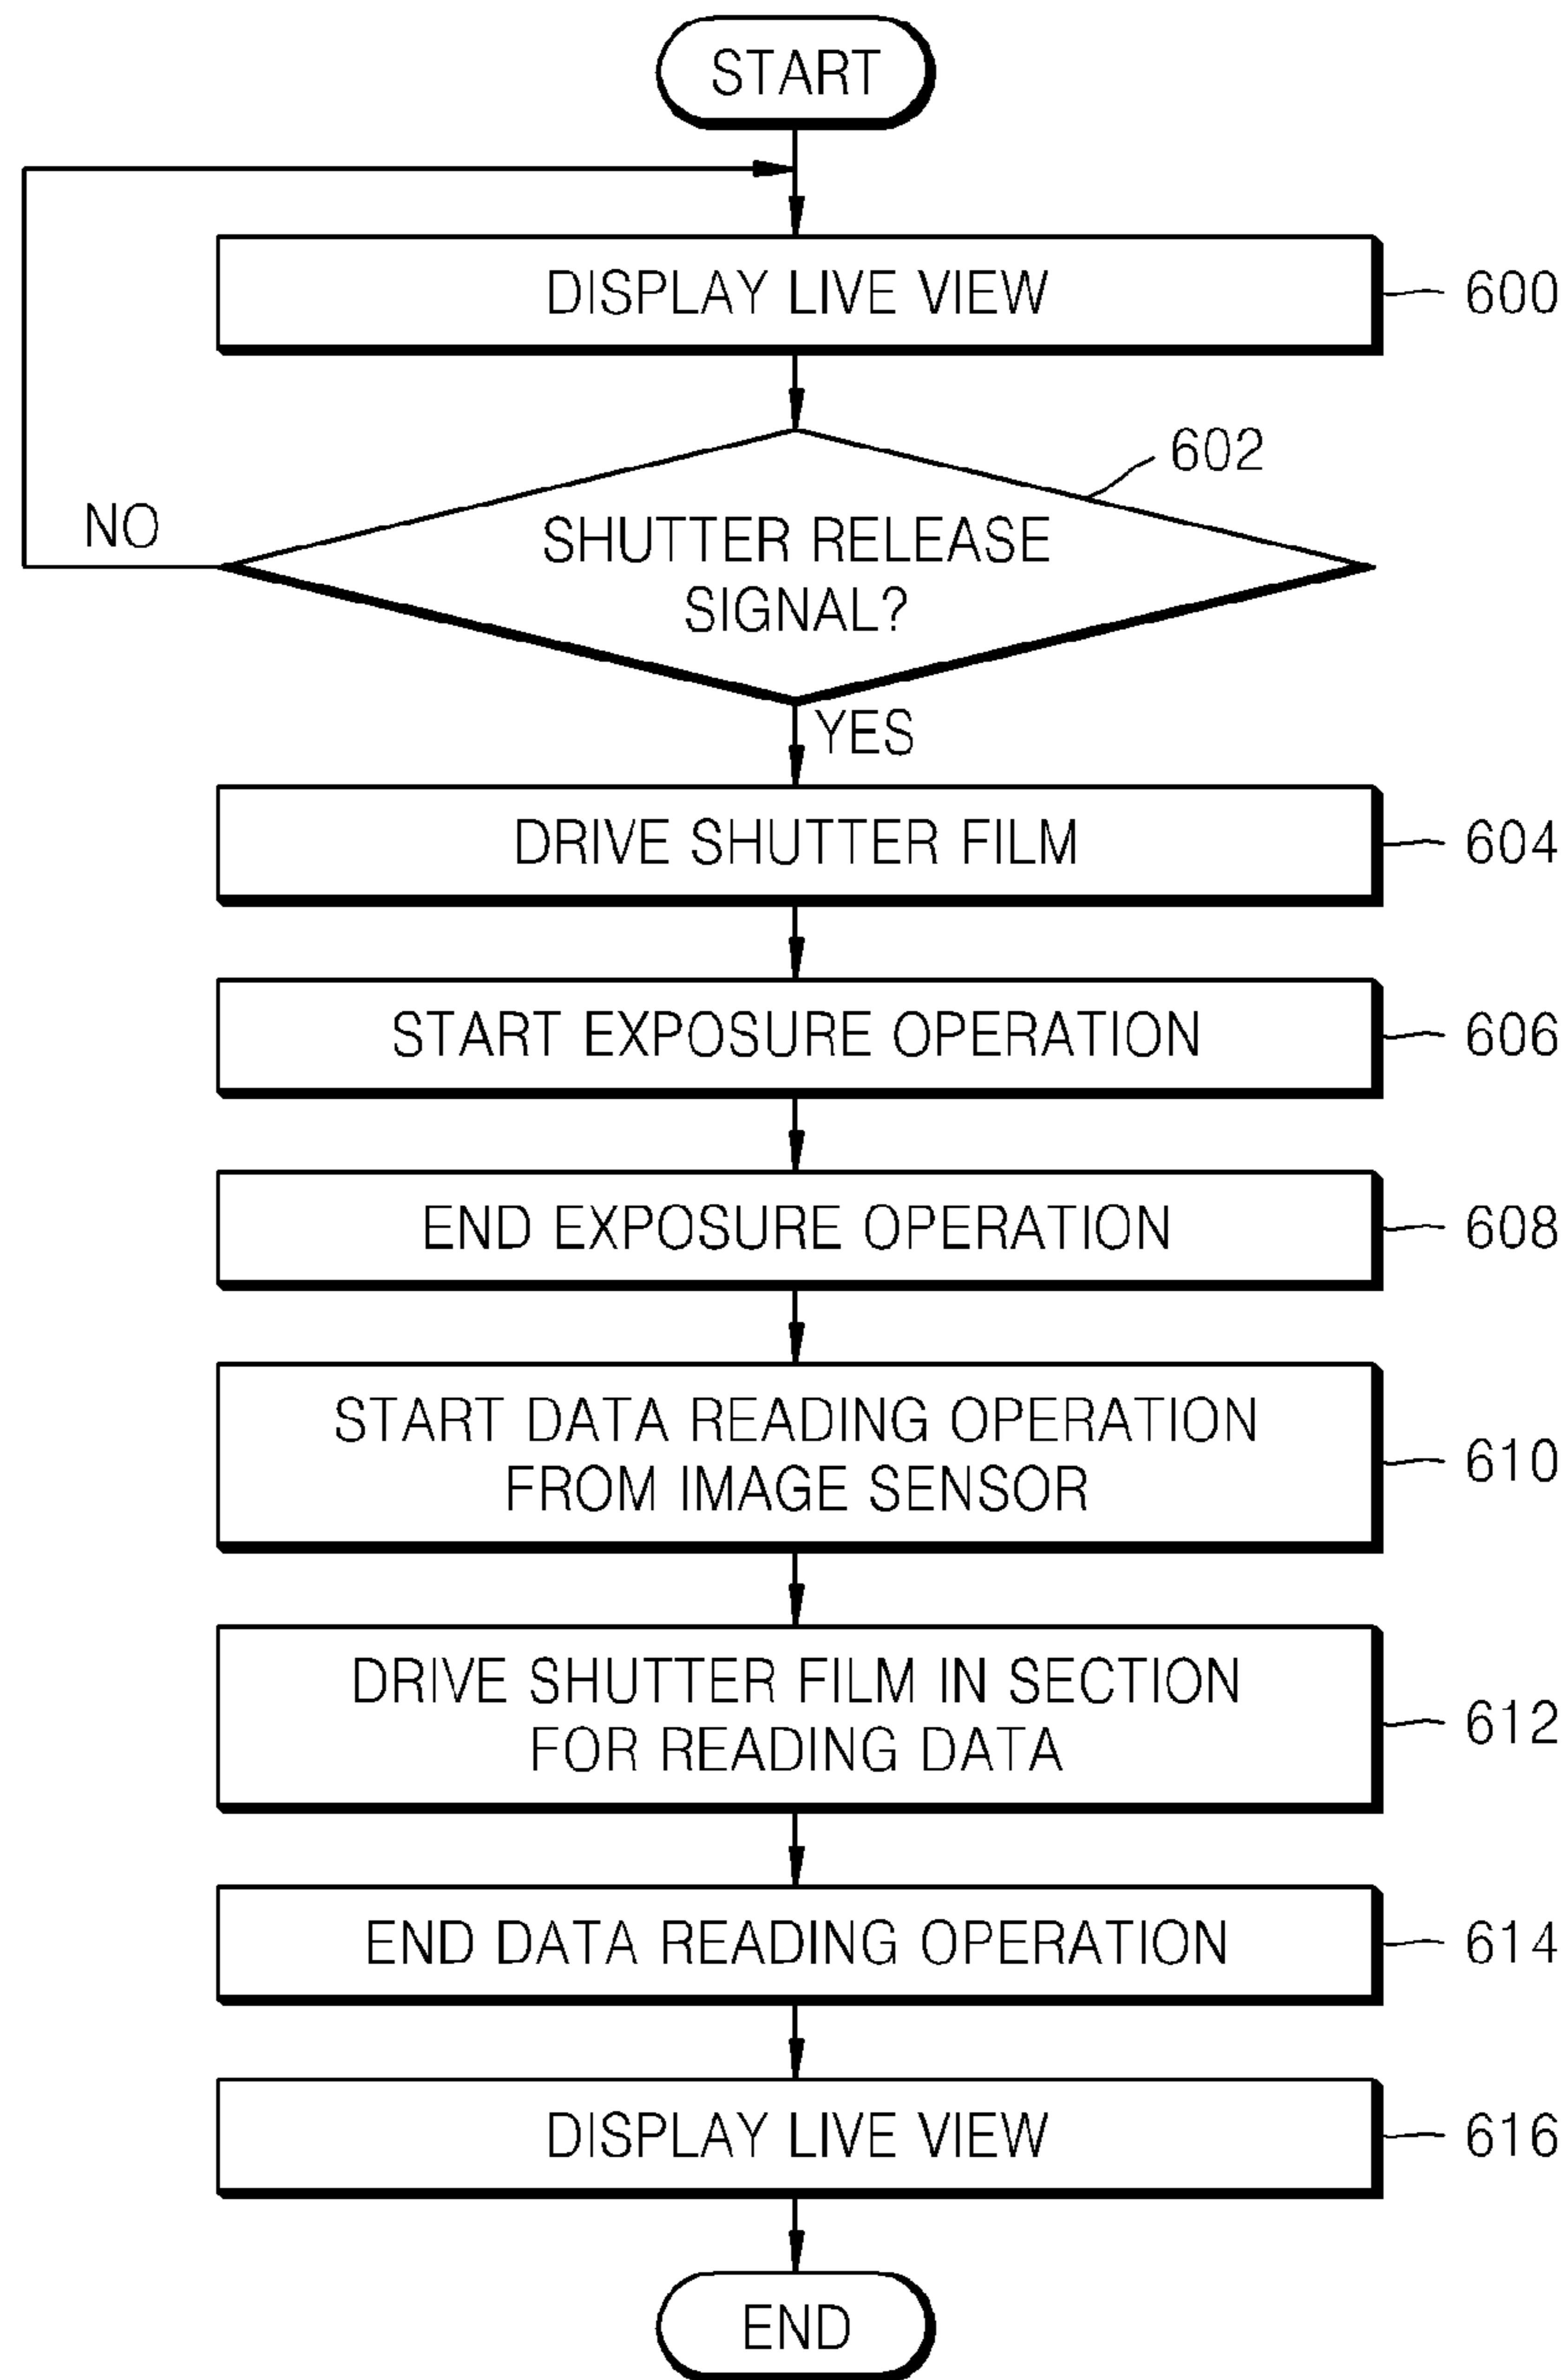 START
DISPLAY LIVE VIEW
600
602
SHUTTER RELEASE
SIGNAL?
NO
YES
DRIVE SHUTTER FILM
604
START EXPOSURE OPERATION
606
END EXPOSURE OPERATION
608
START DATA READING OPERATION
FROM IMAGE SENSOR
610
DRIVE SHUTTER FILM IN SECTION
FOR READING DATA
612
END DATA READING OPERATION
614
DISPLAY LIVE VIEW
616
END